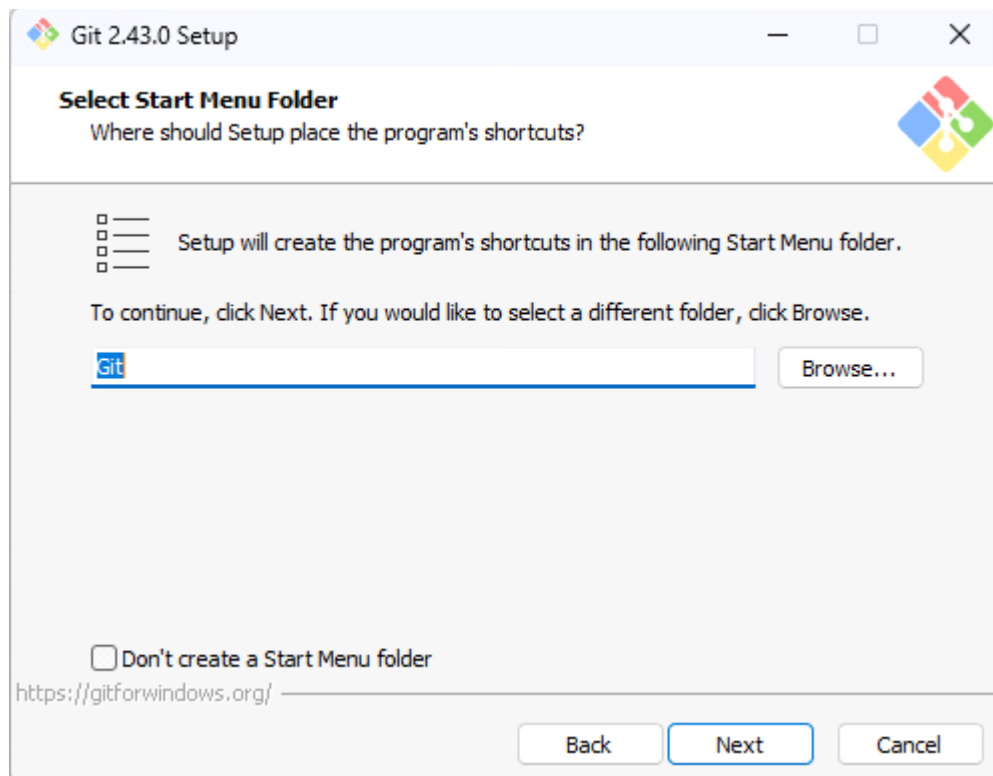 Git 2.43.0 Setup
Select Start Menu Folder
Where should Setup place the program's shortcuts?
Setup will create the program's shortcuts in the following Start Menu folder.
To continue, click Next. If you would like to select a different folder, click Browse.
Git
Browse...
Don't create a Start Menu folder
https://gitforwindows.org/
Back
Next
Cancel